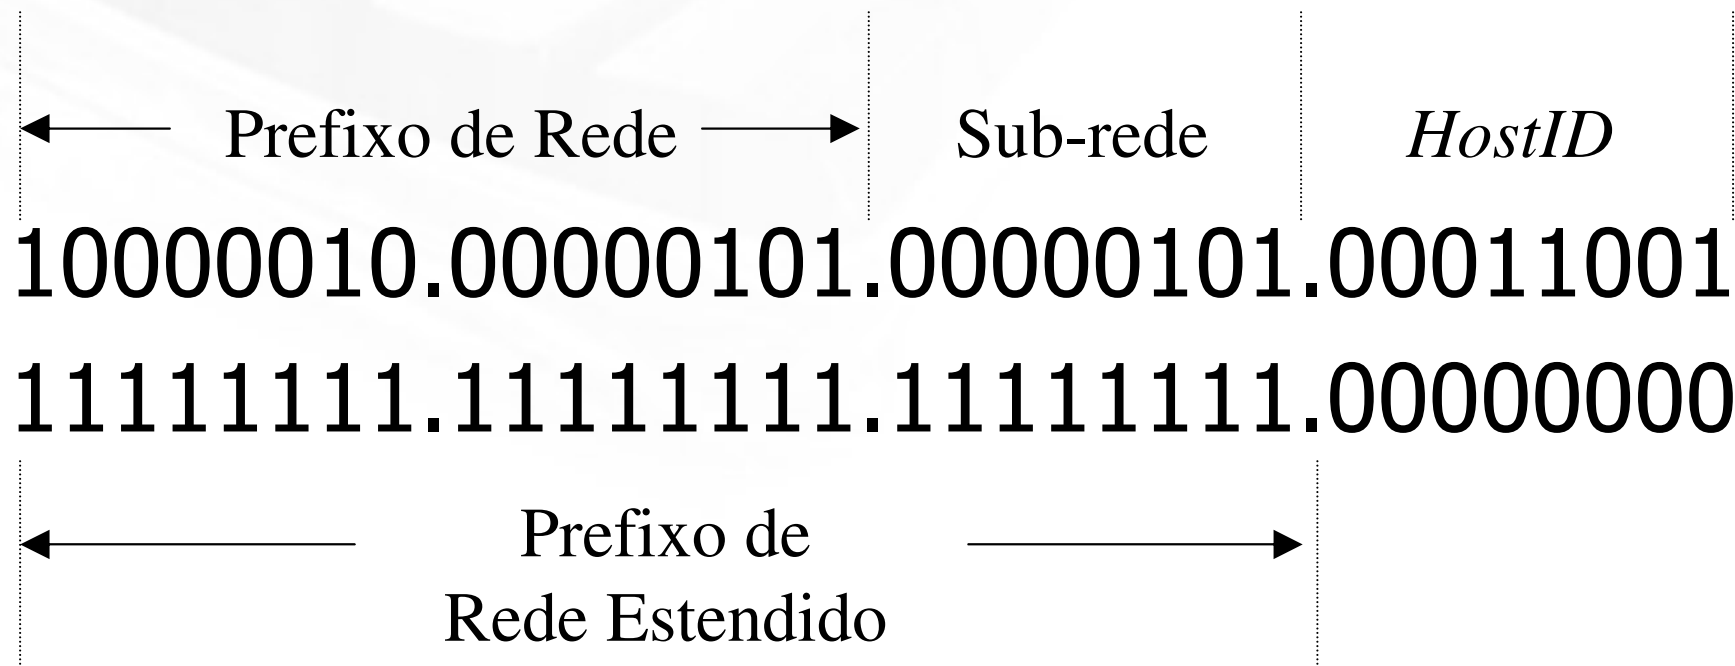 Prefixo de Rede Sub-rede HostID
10000010.00000101.00000101.00011001
11111111.11111111.11111111.00000000
Prefixo de
Rede Estendido